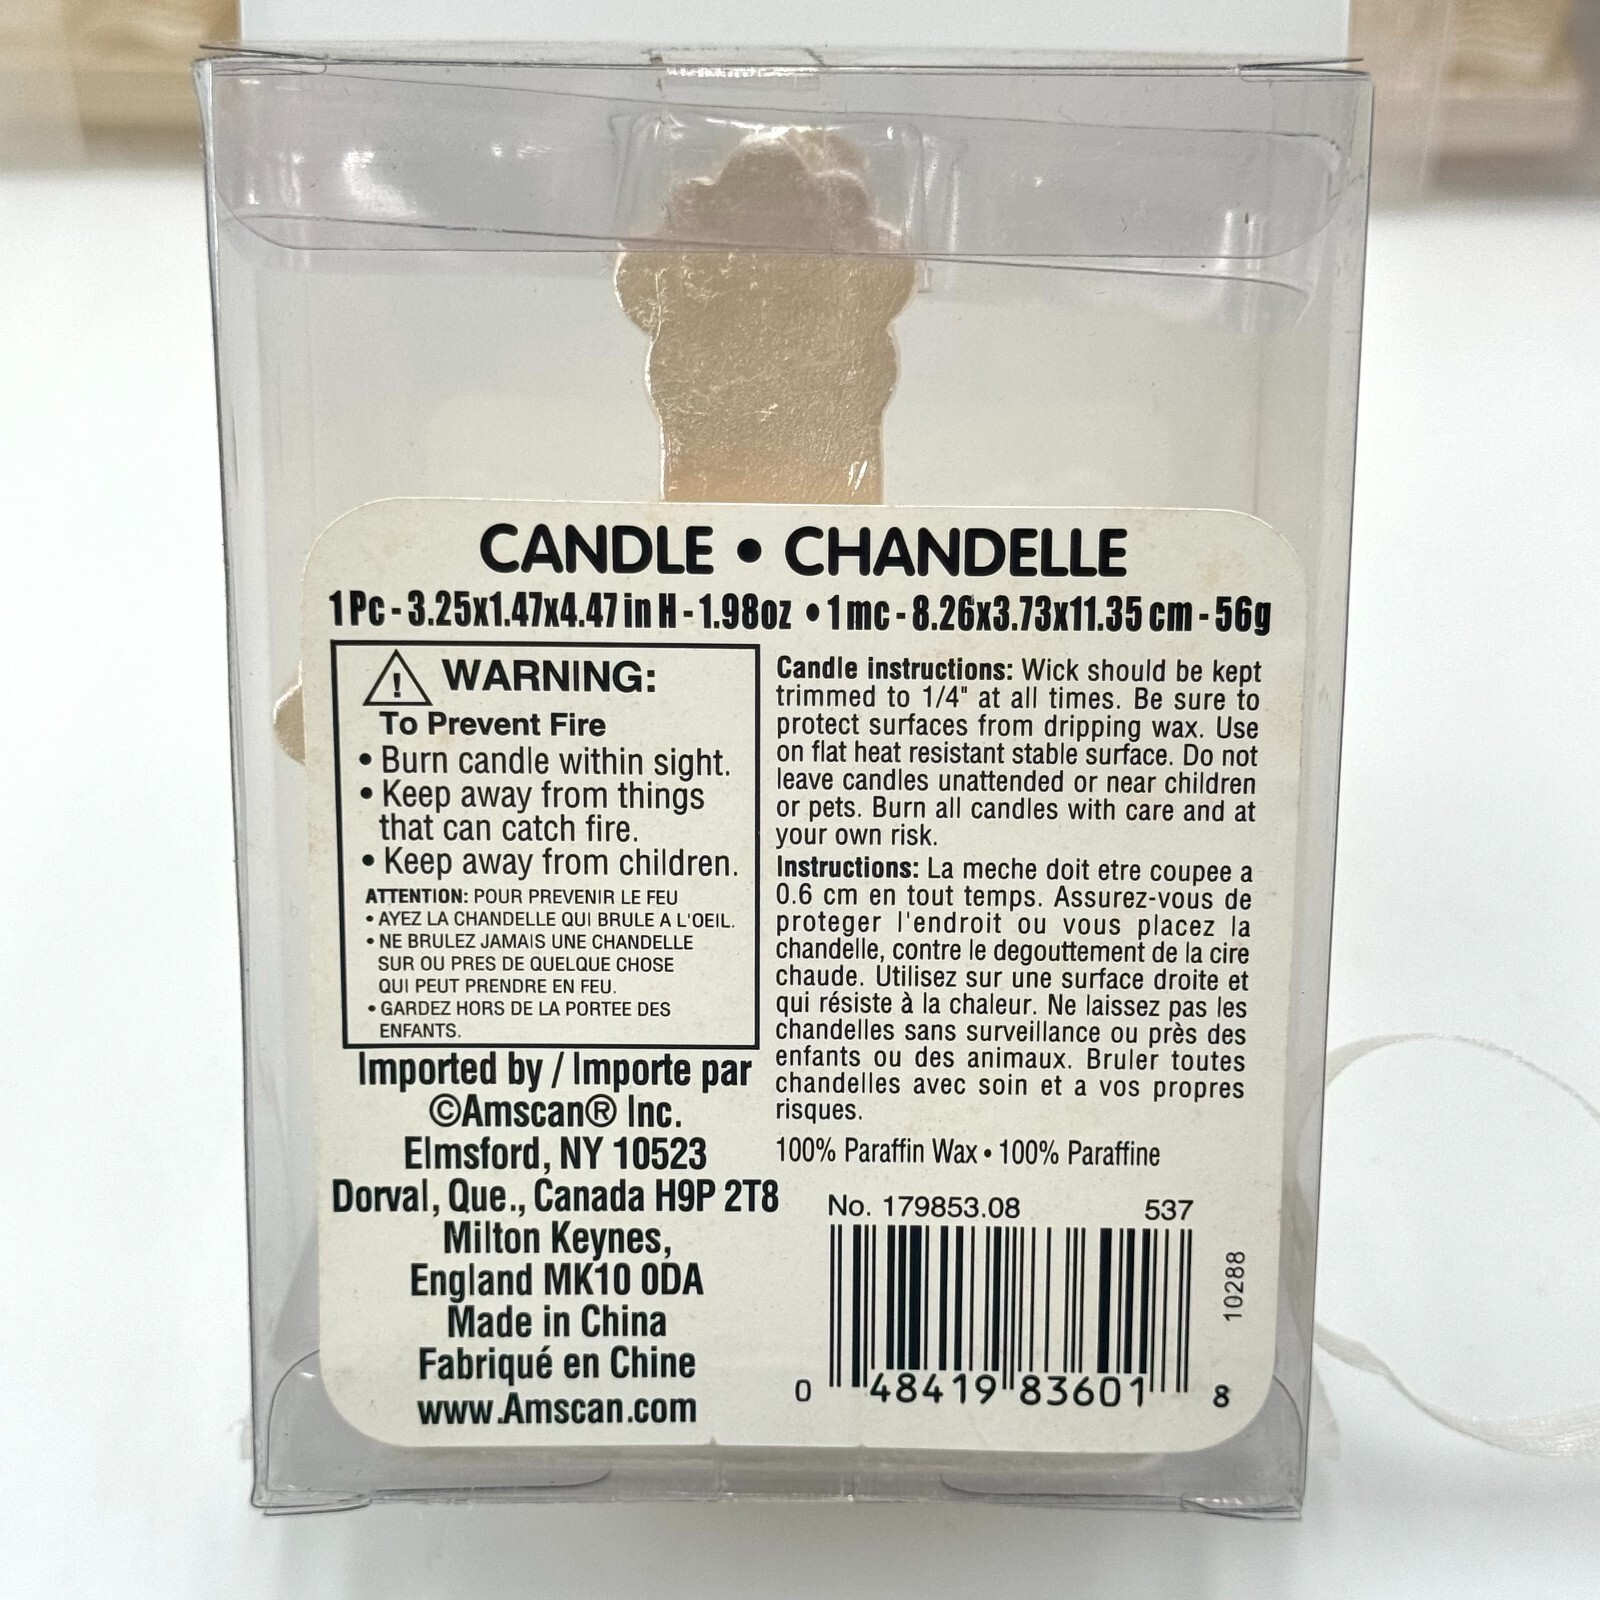 CANDLE • CHANDELLE
1 Pc - 3.25x1.47x4.47 in H - 1.98oz • 1 mc - 8.26x3.73x11.35 cm - 56g
! WARNING:
To Prevent Fire
• Burn candle within sight.
• Keep away from things
that can catch fire.
• Keep away from children.
ATTENTION: POUR PREVENIR LE FEU
• AYEZ LA CHANDELLE QUI BRULE A L'OEIL.
• NE BRULEZ JAMAIS UNE CHANDELLE
SUR OU PRES DE QUELQUE CHOSE
QUI PEUT PRENDRE EN FEU.
• GARDEZ HORS DE LA PORTEE DES
ENFANTS.
Imported by / Importe par
©Amscan® Inc.
Elmsford, NY 10523
Dorval, Que., Canada H9P 2T8
Milton Keynes,
England MK10 0DA
Made in China
Fabriqué en Chine
www.Amscan.com
Candle instructions: Wick should be kept
trimmed to 1/4" at all times. Be sure to
protect surfaces from dripping wax. Use
on flat heat resistant stable surface. Do not
leave candles unattended or near children
or pets. Burn all candles with care and at
your own risk.
Instructions: La meche doit etre coupee a
0.6 cm en tout temps. Assurez-vous de
proteger l'endroit ou vous placez la
chandelle, contre le degouttement de la cire
chaude. Utilisez sur une surface droite et
qui résiste à la chaleur. Ne laissez pas les
chandelles sans surveillance ou près des
enfants ou des animaux. Bruler toutes
chandelles avec soin et a vos propres
risques.
100% Paraffin Wax • 100% Paraffine
No. 179853.08 537
10288
0 48419 83601 8